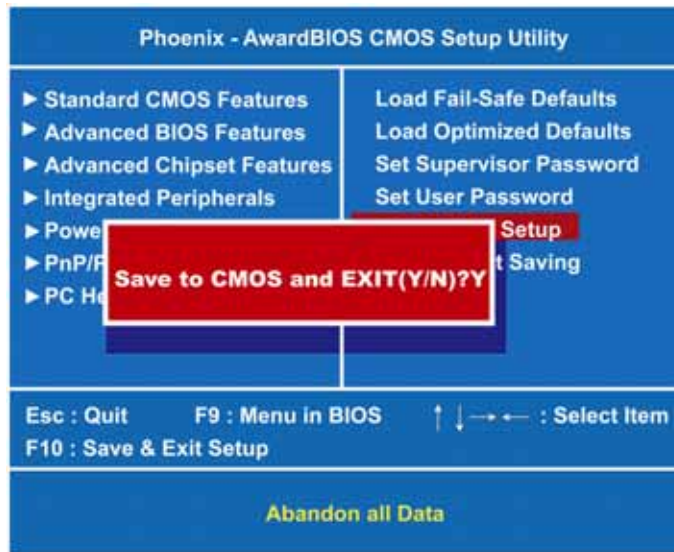 Phoenix - AwardBIOS CMOS Setup Utility
► Standard CMOS Features
► Advanced BIOS Features
► Advanced Chipset Features
► Integrated Peripherals
► Powe
► PnP/P
► PC He
Load Fail-Safe Defaults
Load Optimized Defaults
Set Supervisor Password
Set User Password
Setup
t Saving
Save to CMOS and EXIT(Y/N)?Y
Esc : Quit F9 : Menu in BIOS ↑ ↓ → ← : Select Item
F10 : Save & Exit Setup
Abandon all Data